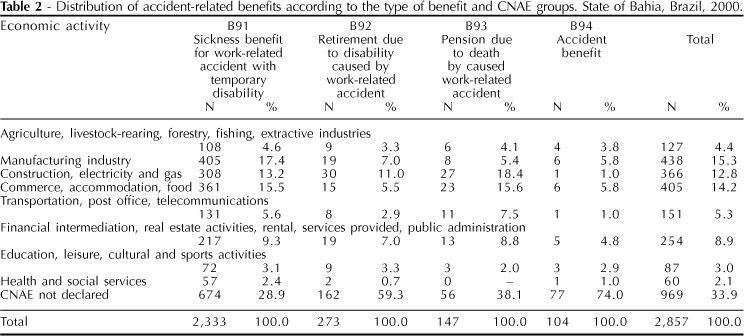 Table 2 - Distribution of accident-related benefits according to the type of benefit and CNAE groups. State of Bahia, Brazil, 2000.
Economic activity B91 B92 B93 B94 Total
Sickness benefit Retirement due Pension due Accident
for work-related to disability to death benefit
accident with caused by by caused
temporary work-related work-related
disability accident accident
N % N % N % N % N %
Agriculture, livestock-rearing, forestry, fishing, extractive industries
108 4.6 9 3.3 6 4.1 4 3.8 127 4.4
Manufacturing industry 405 17.4 19 7.0 8 5.4 6 5.8 438 15.3
Construction, electricity and gas 308 13.2 30 11.0 27 18.4 1 1.0 366 12.8
Commerce, accommodation, food 361 15.5 15 5.5 23 15.6 6 5.8 405 14.2
Transportation, post office, telecommunications
131 5.6 8 2.9 11 7.5 1 1.0 151 5.3
Financial intermediation, real estate activities, rental, services provided, public administration
217 9.3 19 7.0 13 8.8 5 4.8 254 8.9
Education, leisure, cultural and sports activities
72 3.1 9 3.3 3 2.0 3 2.9 87 3.0
Health and social services 57 2.4 2 0.7 0 – 1 1.0 60 2.1
CNAE not declared 674 28.9 162 59.3 56 38.1 77 74.0 969 33.9
Total 2,333 100.0 273 100.0 147 100.0 104 100.0 2,857 100.0